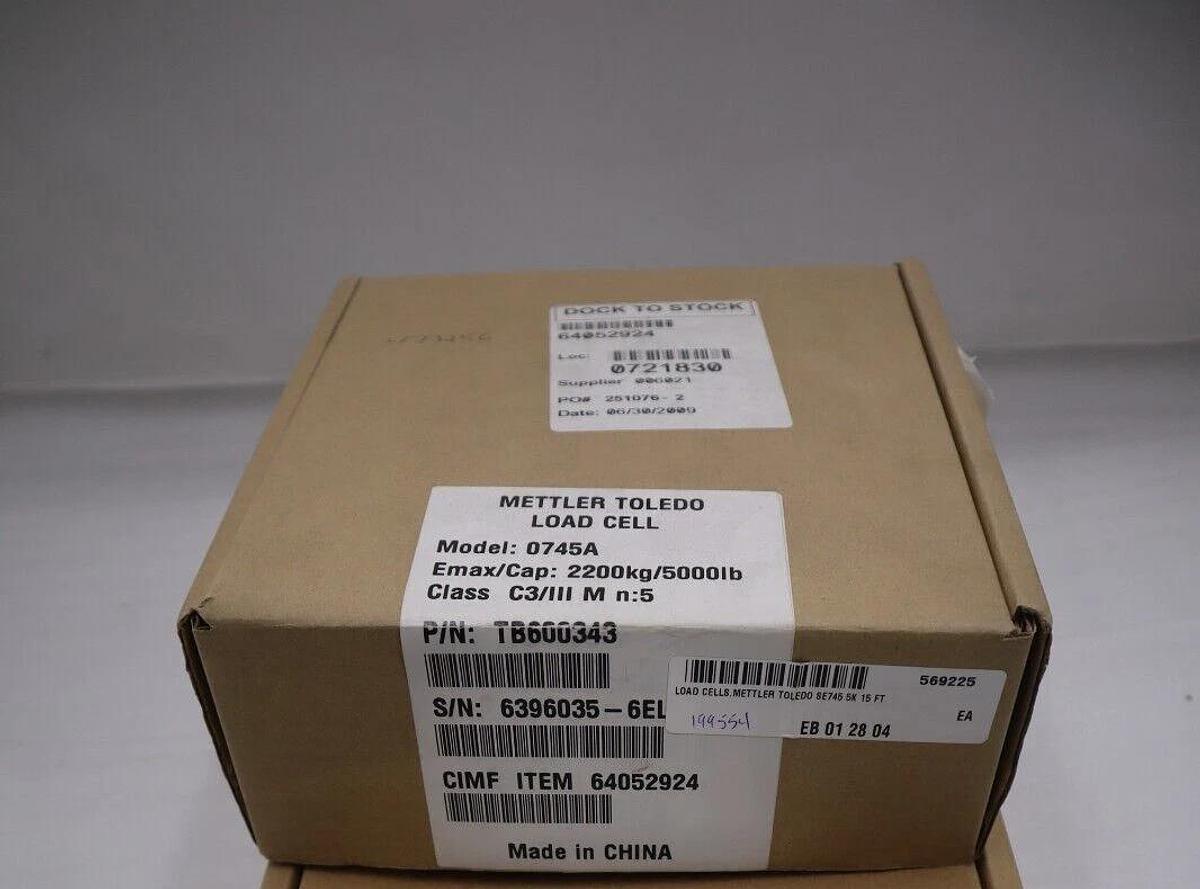 DOCK TO STOCK
64052924
Loc:
0721830
Supplier 006021
PO# 251076- 2
Date: 06/30/2009
METTLER TOLEDO
LOAD CELL
Model: 0745A
Emax/Cap: 2200kg/5000lb
Class C3/III M n:5
P/N: TB600343
S/N: 6396035-6EL
CIMF ITEM 64052924
Made in CHINA
569225
LOAD CELLS,METTLER TOLEDO SE745 5K 15 FT
EA
199554
EB 01 28 04